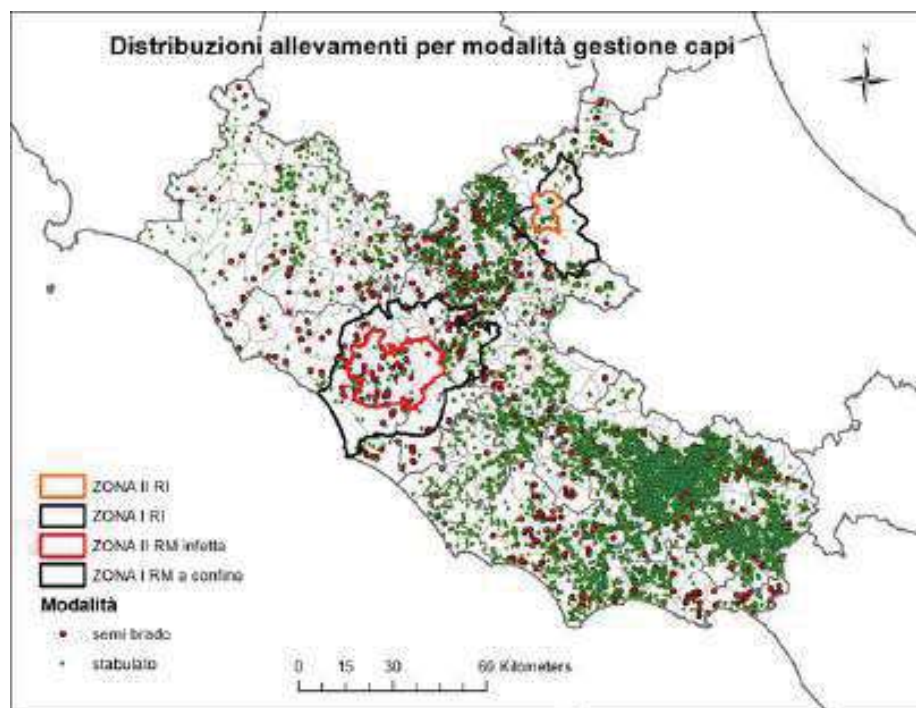 Distribuzioni allevamenti per modalità gestione capi
N
ZONA II RI
ZONA I RI
ZONA II RM infetta
ZONA I RM a confine
Modalità
semi brado
stabulato
0 15 30 60 Kilometers